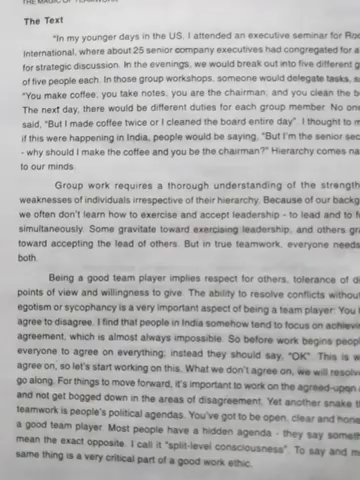 THE MAGIC OF TEAMWORK
The Text
"In my younger days in the US, I attended an executive seminar for
International, where about 25 senior company executives had congregated for
for strategic discussion. In the evenings, we would break out into five different
of five people each. In those group workshops, someone would delegate tasks,
"You make coffee, you take notes, you are the chairman, and you clean the
The next day, there would be different duties for each group member. No
said, "But I made coffee twice or I cleaned the board entire day". I thought to
if this were happening in India, people would be saying, "But I'm the senior
- why should I make the coffee and you be the chairman?" Hierarchy comes
to our minds.
Group work requires a thorough understanding of the
weaknesses of individuals irrespective of their hierarchy. Because of our
we often don't learn how to exercise and accept leadership - to lead and to
simultaneously. Some gravitate toward exercising leadership, and others
toward accepting the lead of others. But in true teamwork, everyone needs
both.
Being a good team player implies respect for others, tolerance of
points of view and willingness to give. The ability to resolve conflicts without
egotism or sycophancy is a very important aspect of being a team player: You
agree to disagree. I find that people in India somehow tend to focus on
agreement, which is almost always impossible. So before work begins
everyone to agree on everything, instead they should say, "OK". This is
agree on, so let's start working on this. What we don't agree on, we will
go along. For things to move forward, it's important to work on the agreed-upon
and not get bogged down in the areas of disagreement. Yet another snake
teamwork is people's political agendas. You've got to be open, clear and
a good team player. Most people have a hidden agenda - they say
mean the exact opposite. I call it "split-level consciousness". To say and
same thing is a very critical part of a good work ethic.